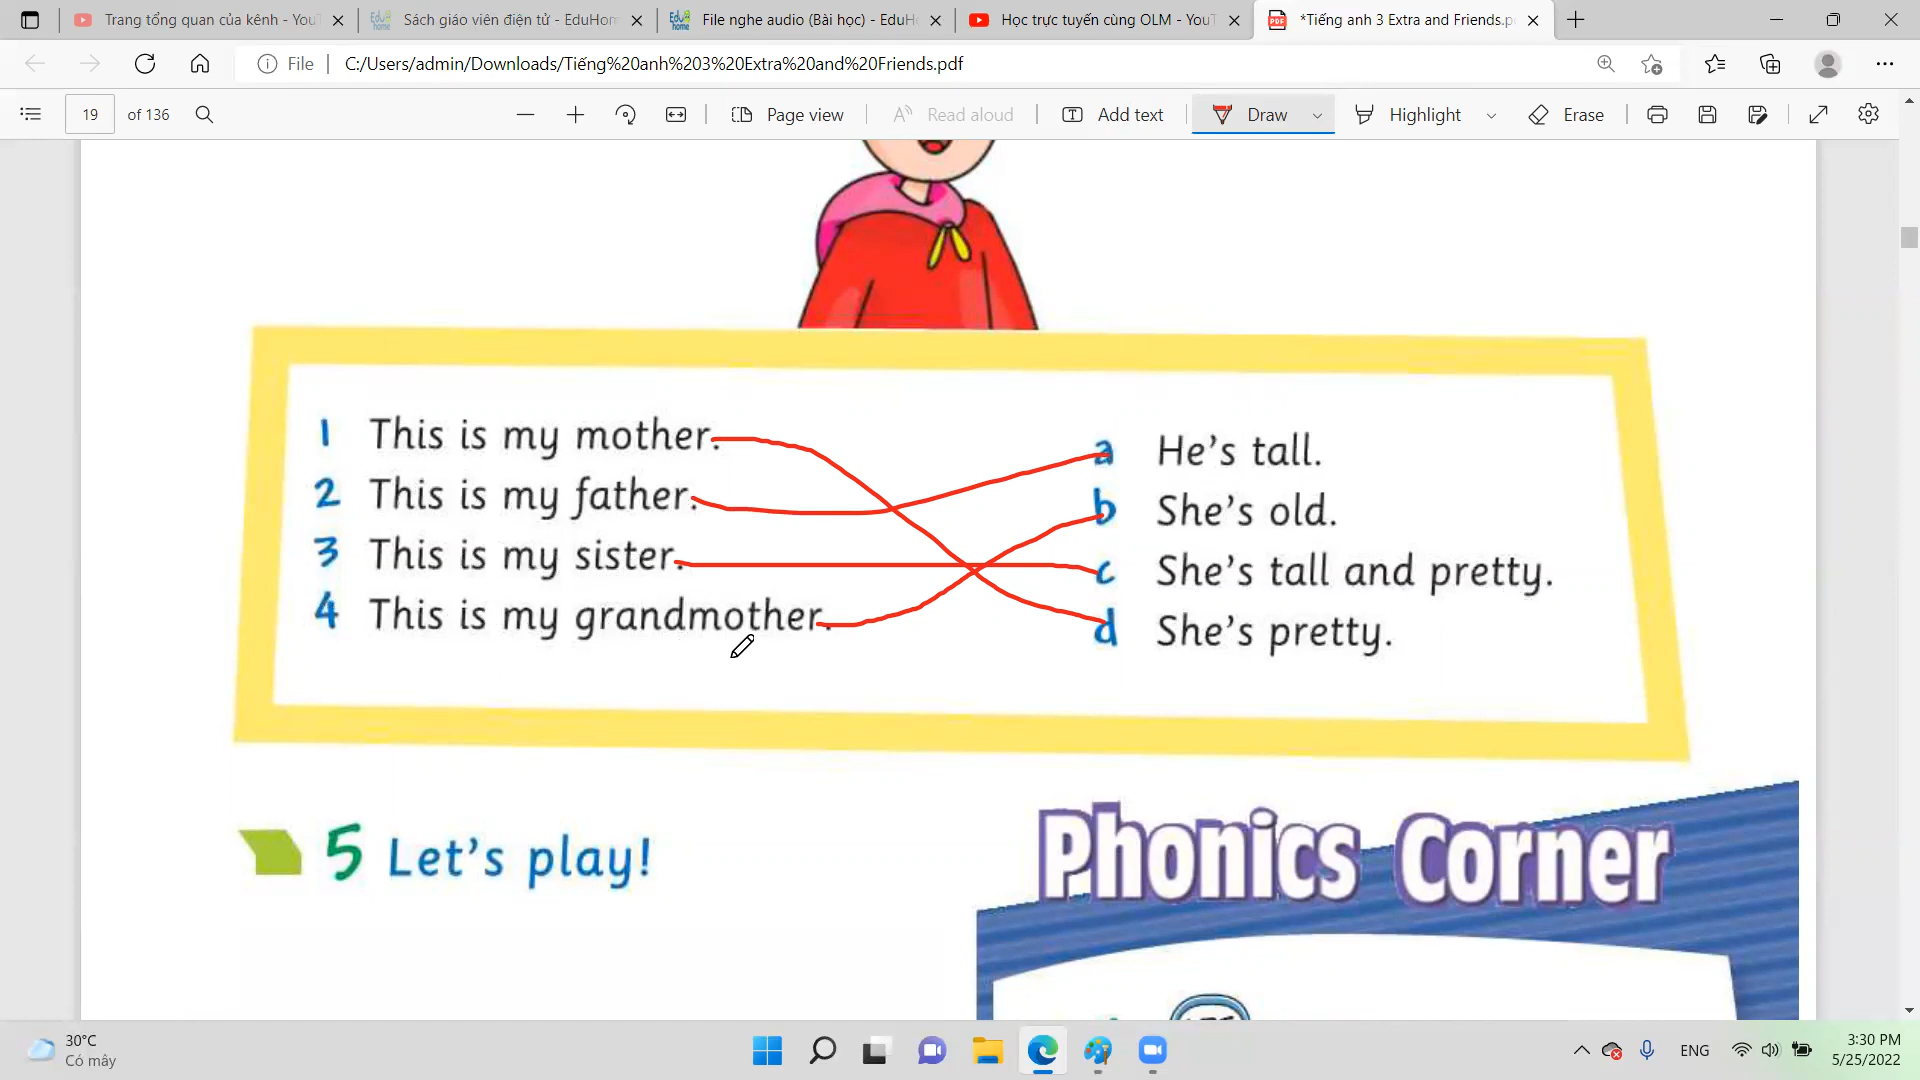 Trang tổng quan của kênh - YouT
Sách giáo viên điện tử - EduHom
File nghe audio (Bài học) - EduH
Học trực tuyến cùng OLM - YouT
*Tiếng anh 3 Extra and Friends.p
File
C:/Users/admin/Downloads/Tiếng%20anh%203%20Extra%20and%20Friends.pdf
19 of 136
Page view
Read aloud
Add text
Draw
Highlight
Erase
1 This is my mother.
2 This is my father.
3 This is my sister.
4 This is my grandmother.
a He's tall.
b She's old.
c She's tall and pretty.
d She's pretty.
5 Let's play!
Phonics Corner
30°C
Có mây
ENG
3:30 PM
5/25/2022